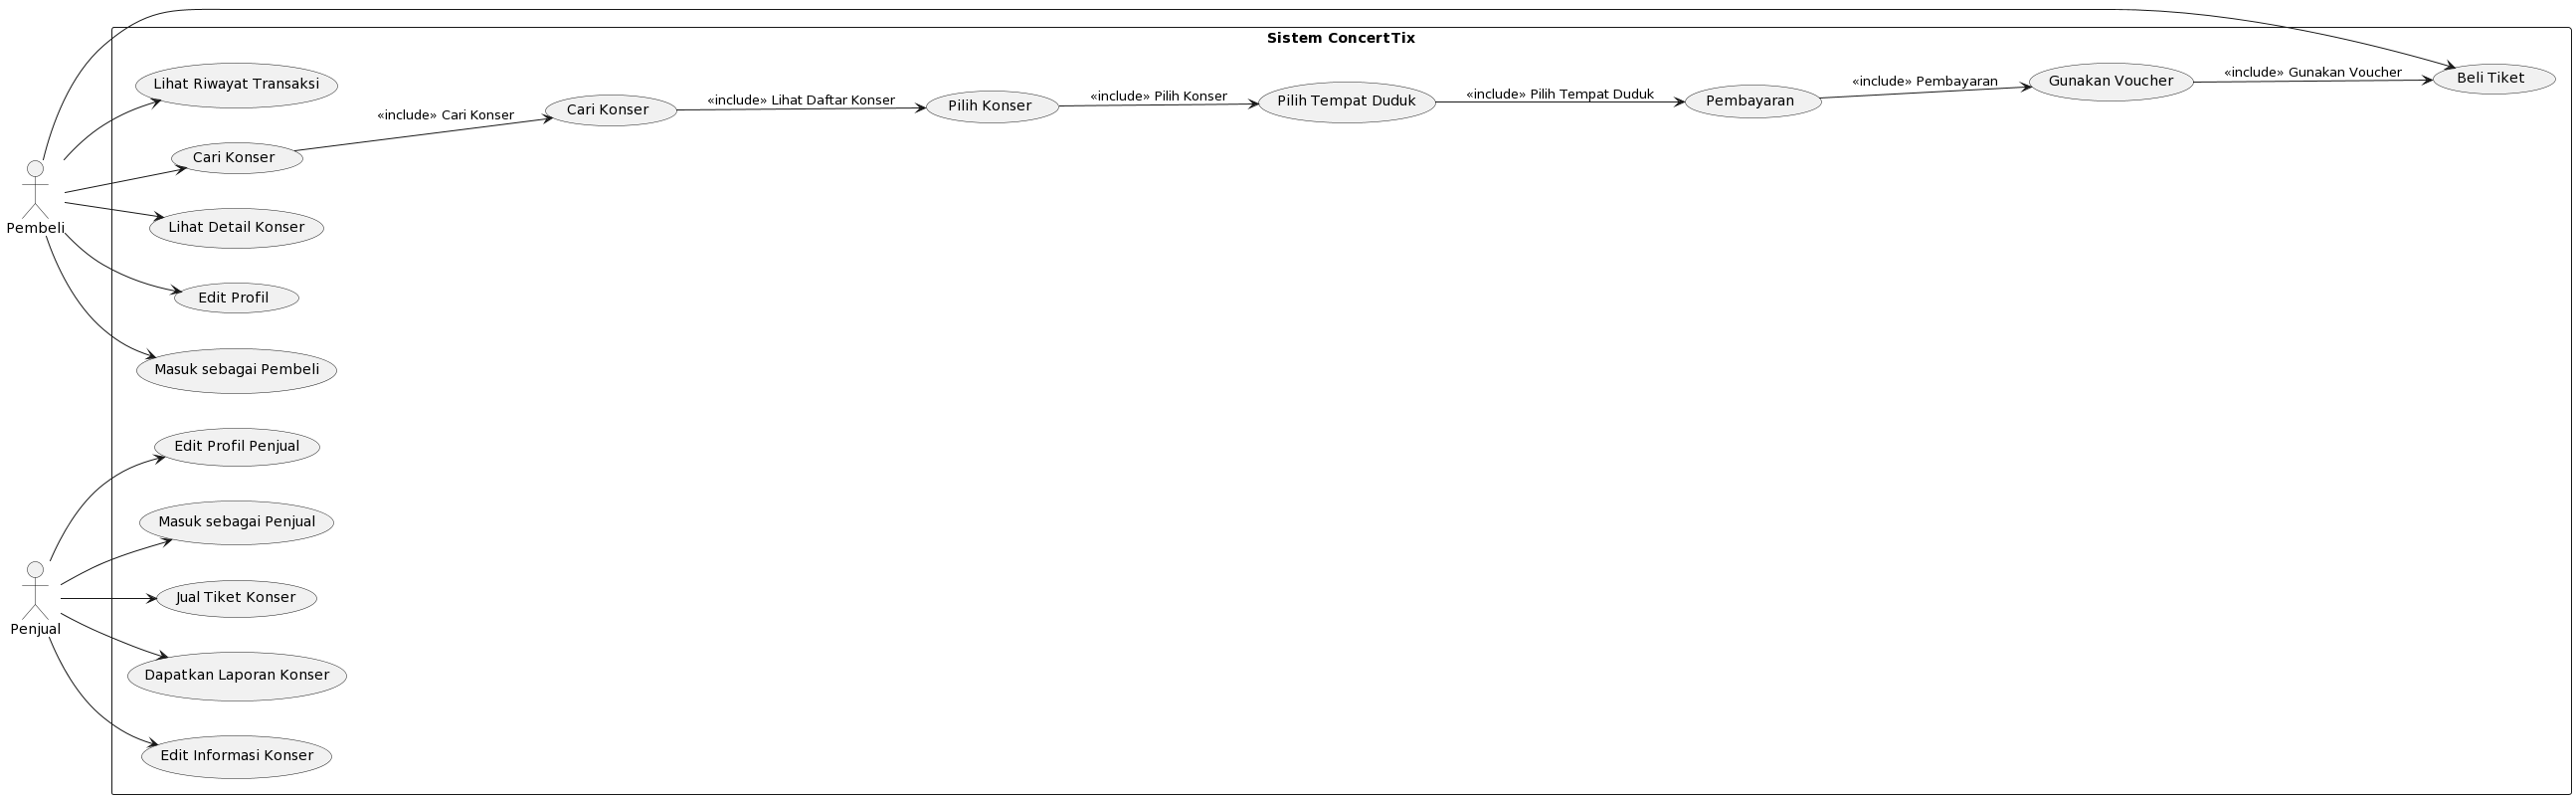 Sistem ConcertTix
Lihat Riwayat Transaksi
Cari Konser
«include» Cari Konser
Cari Konser
«include» Lihat Daftar Konser
Pilih Konser
«include» Pilih Konser
Pilih Tempat Duduk
«include» Pilih Tempat Duduk
Pembayaran
«include» Pembayaran
Gunakan Voucher
«include» Gunakan Voucher
Beli Tiket
Lihat Detail Konser
Pembeli
Edit Profil
Masuk sebagai Pembeli
Edit Profil Penjual
Masuk sebagai Penjual
Jual Tiket Konser
Penjual
Dapatkan Laporan Konser
Edit Informasi Konser